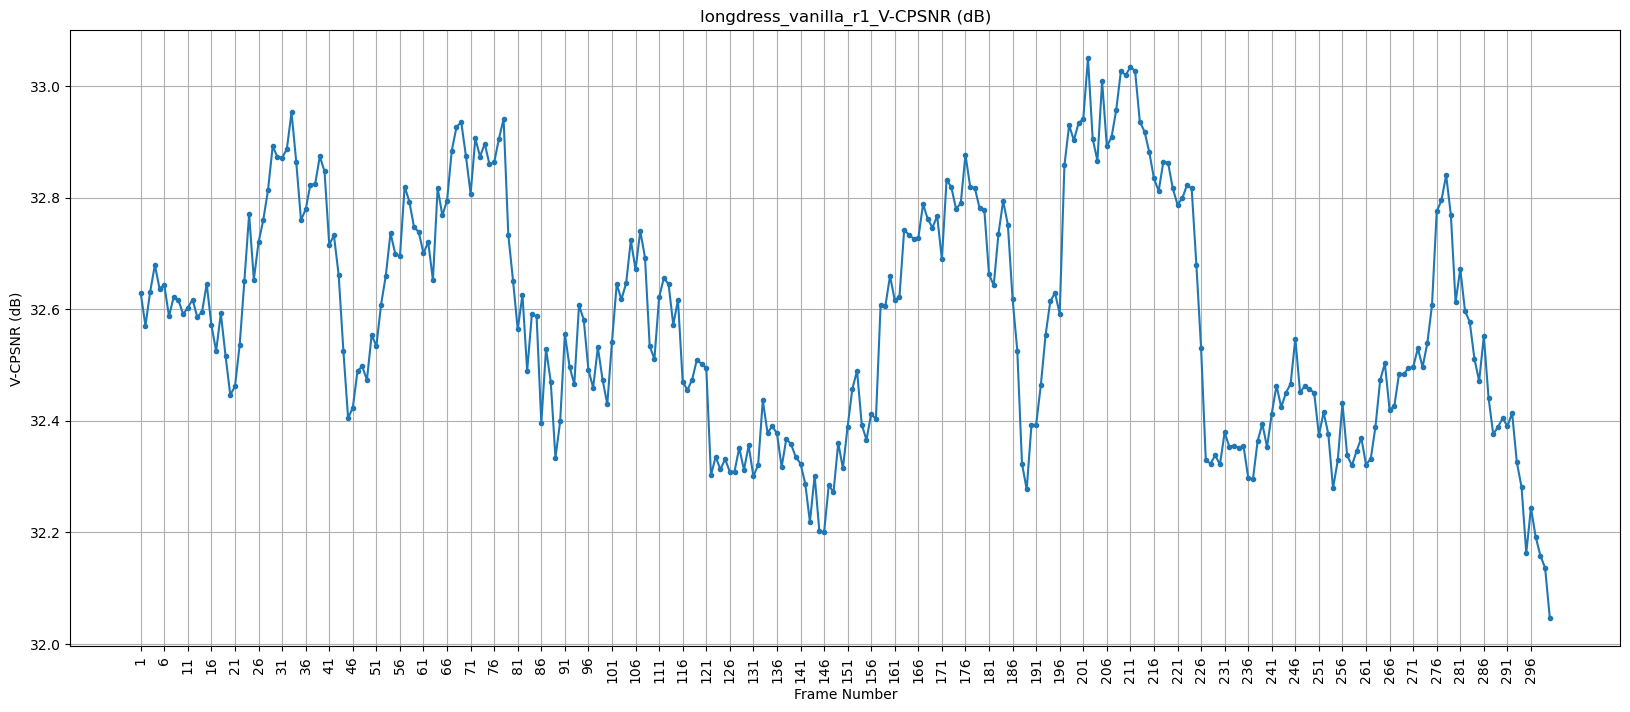 longdress_vanilla_r1_V-CPSNR (dB)
V-CPSNR (dB)
33.0
32.8
32.6
32.4
32.2
32.0
1 6 11 16 21 26 31 36 41 46 51 56 61 66 71 76 81 86 91 96 101 106 111 116 121 126 131 136 141 146 151 156 161 166 171 176 181 186 191 196 201 206 211 216 221 226 231 236 241 246 251 256 261 266 271 276 281 286 291 296
Frame Number